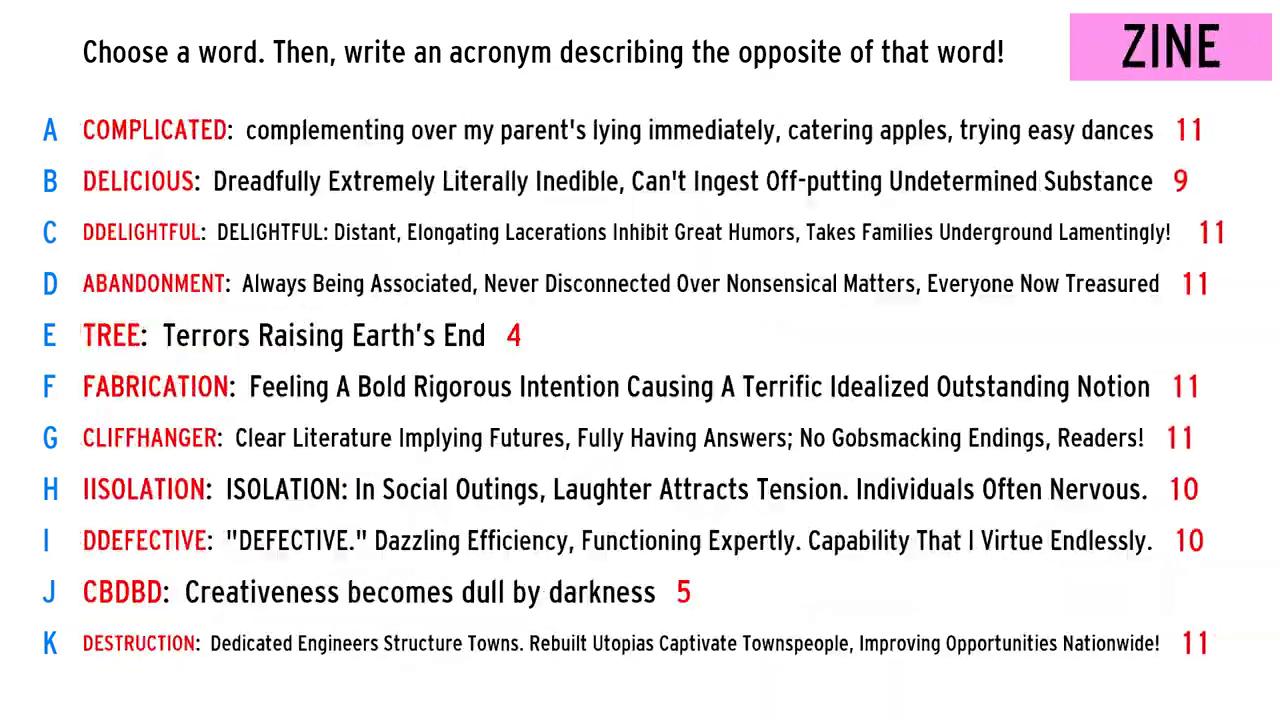 Choose a word. Then, write an acronym describing the opposite of that word!
ZINE
A COMPLICATED: complementing over my parent's lying immediately, catering apples, trying easy dances 11
B DELICIOUS: Dreadfully Extremely Literally Inedible, Can't Ingest Off-putting Undetermined Substance 9
C DDELIGHTFUL: DELIGHTFUL: Distant, Elongating Lacerations Inhibit Great Humors, Takes Families Underground Lamentingly! 11
D ABANDONMENT: Always Being Associated, Never Disconnected Over Nonsensical Matters, Everyone Now Treasured 11
E TREE: Terrors Raising Earth’s End 4
F FABRICATION: Feeling A Bold Rigorous Intention Causing A Terrific Idealized Outstanding Notion 11
G CLIFFHANGER: Clear Literature Implying Futures, Fully Having Answers; No Gobsmacking Endings, Readers! 11
H IISOLATION: ISOLATION: In Social Outings, Laughter Attracts Tension. Individuals Often Nervous. 10
I DDEFECTIVE: "DEFECTIVE." Dazzling Efficiency, Functioning Expertly. Capability That I Virtue Endlessly. 10
J CBDBD: Creativeness becomes dull by darkness 5
K DESTRUCTION: Dedicated Engineers Structure Towns. Rebuilt Utopias Captivate Townspeople, Improving Opportunities Nationwide! 11